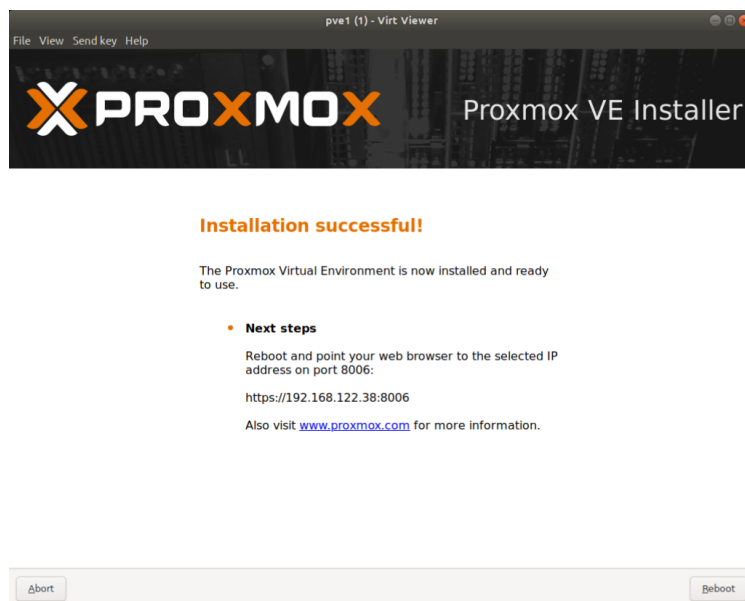 pve1 (1) - Virt Viewer
File View Send key Help
PROXMOX
Proxmox VE Installer
Installation successful!
The Proxmox Virtual Environment is now installed and ready
to use.
Next steps
Reboot and point your web browser to the selected IP
address on port 8006:
https://192.168.122.38:8006
Also visit www.proxmox.com for more information.
Abort
Reboot